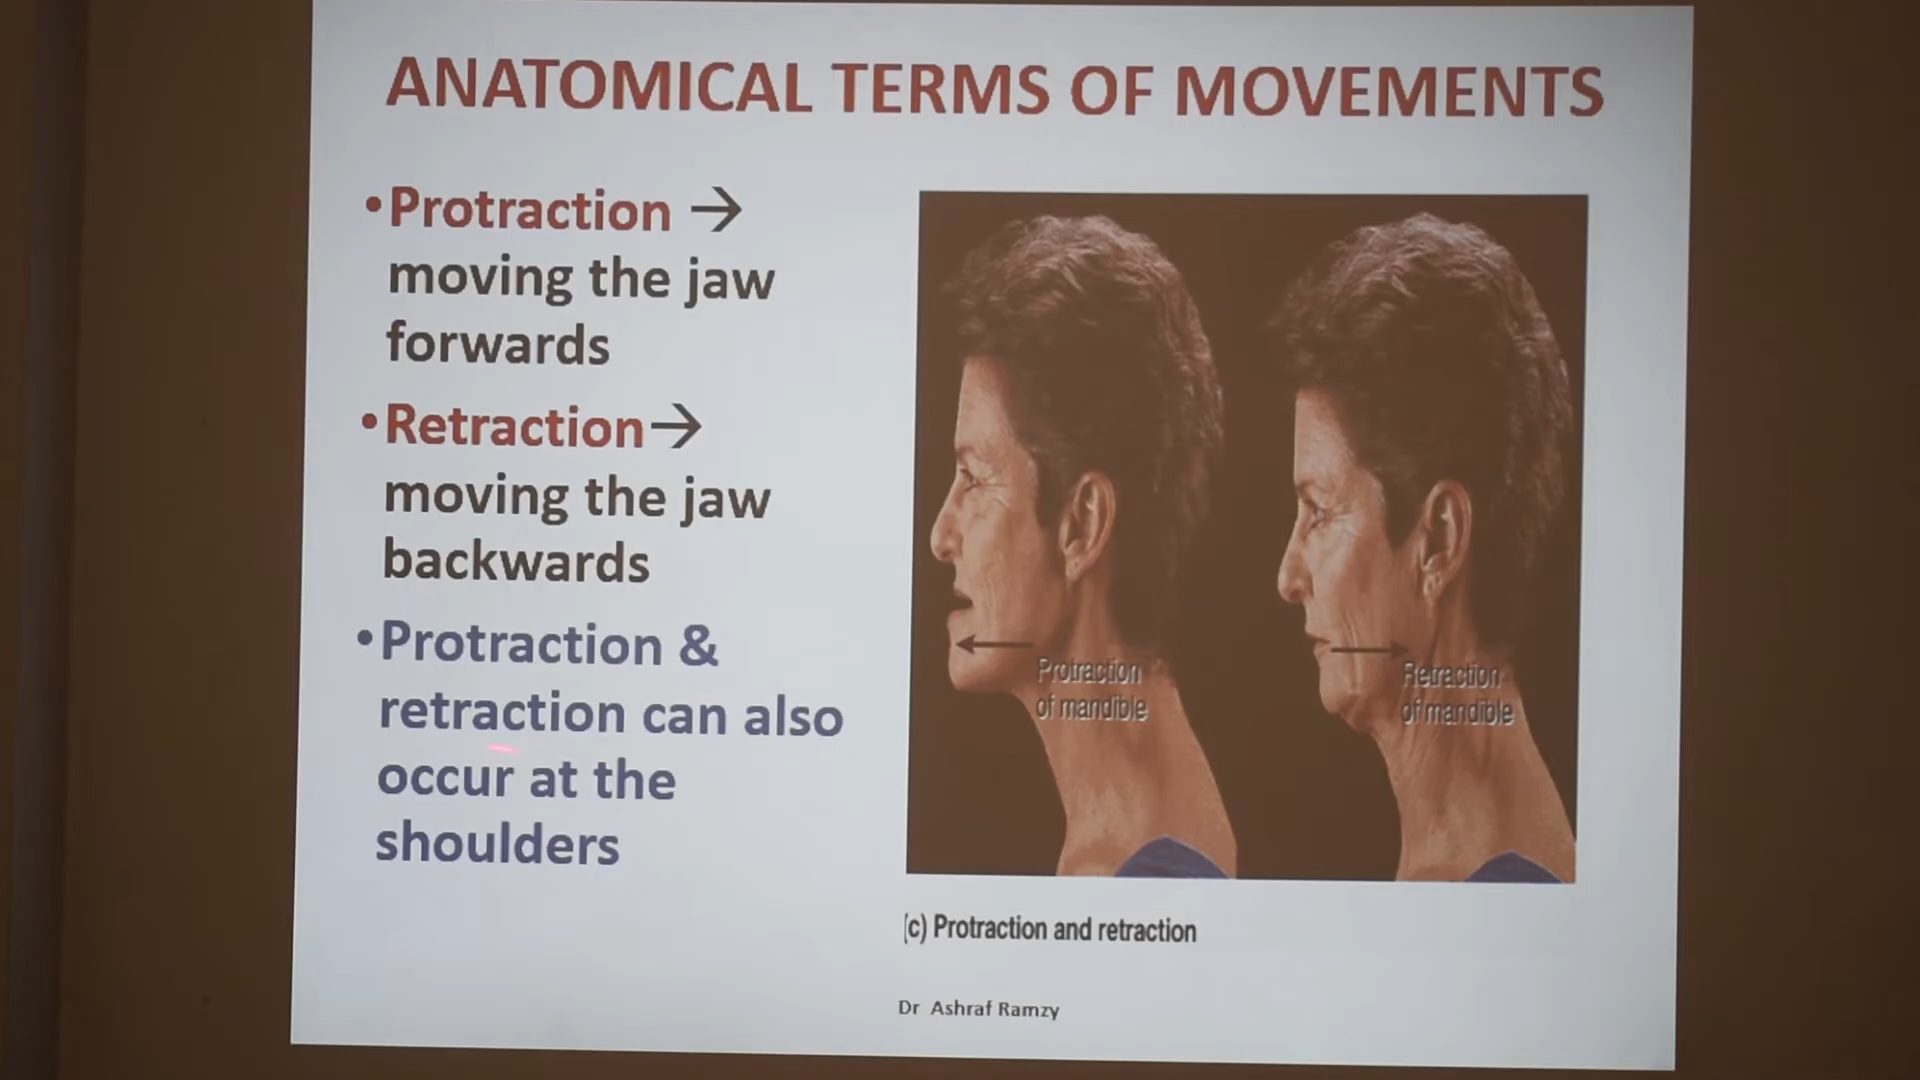 ANATOMICAL TERMS OF MOVEMENTS
•Protraction →
moving the jaw
forwards
•Retraction→
moving the jaw
backwards
•Protraction &
retraction can also
occur at the
shoulders
Protraction
of mandible
Retraction
of mandible
(c) Protraction and retraction
Dr Ashraf Ramzy